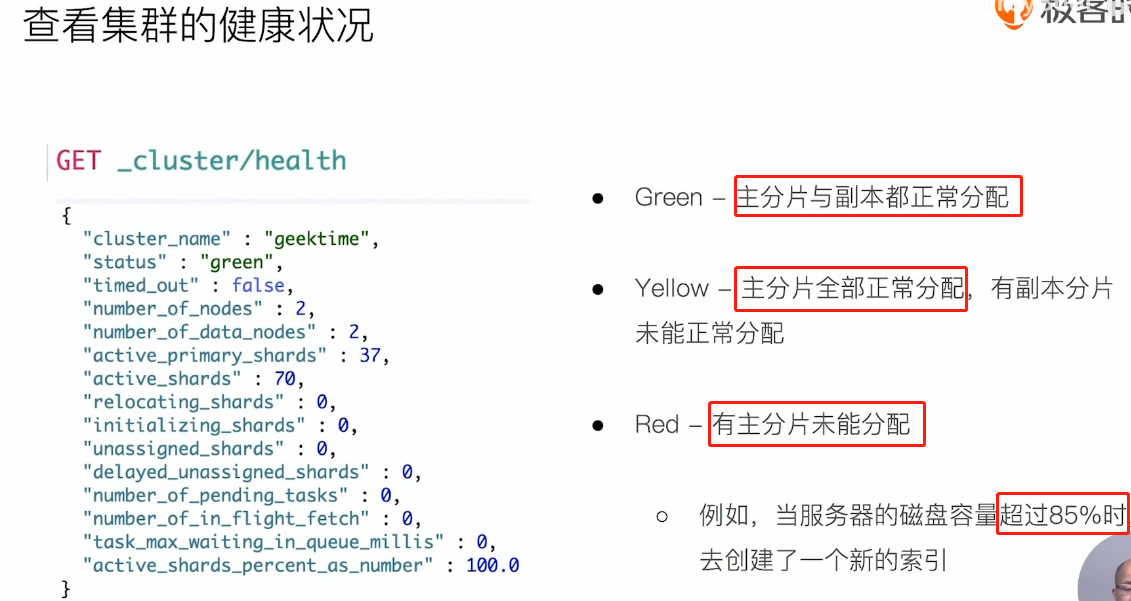 查看集群的健康状况
极客时
GET _cluster/health
{
"cluster_name" : "geektime",
"status" : "green",
"timed_out" : false,
"number_of_nodes" : 2,
"number_of_data_nodes" : 2,
"active_primary_shards" : 37,
"active_shards" : 70,
"relocating_shards" : 0,
"initializing_shards" : 0,
"unassigned_shards" : 0,
"delayed_unassigned_shards" : 0,
"number_of_pending_tasks" : 0,
"number_of_in_flight_fetch" : 0,
"task_max_waiting_in_queue_millis" : 0,
"active_shards_percent_as_number" : 100.0
}
● Green – 主分片与副本都正常分配
● Yellow – 主分片全部正常分配，有副本分片
未能正常分配
● Red – 有主分片未能分配
○ 例如，当服务器的磁盘容量超过85%时
去创建了一个新的索引